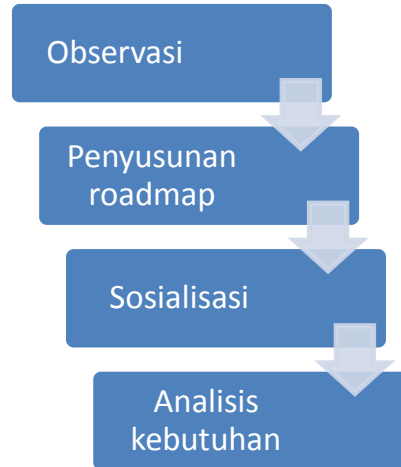 Observasi
Penyusunan
roadmap
Sosialisasi
Analisis
kebutuhan